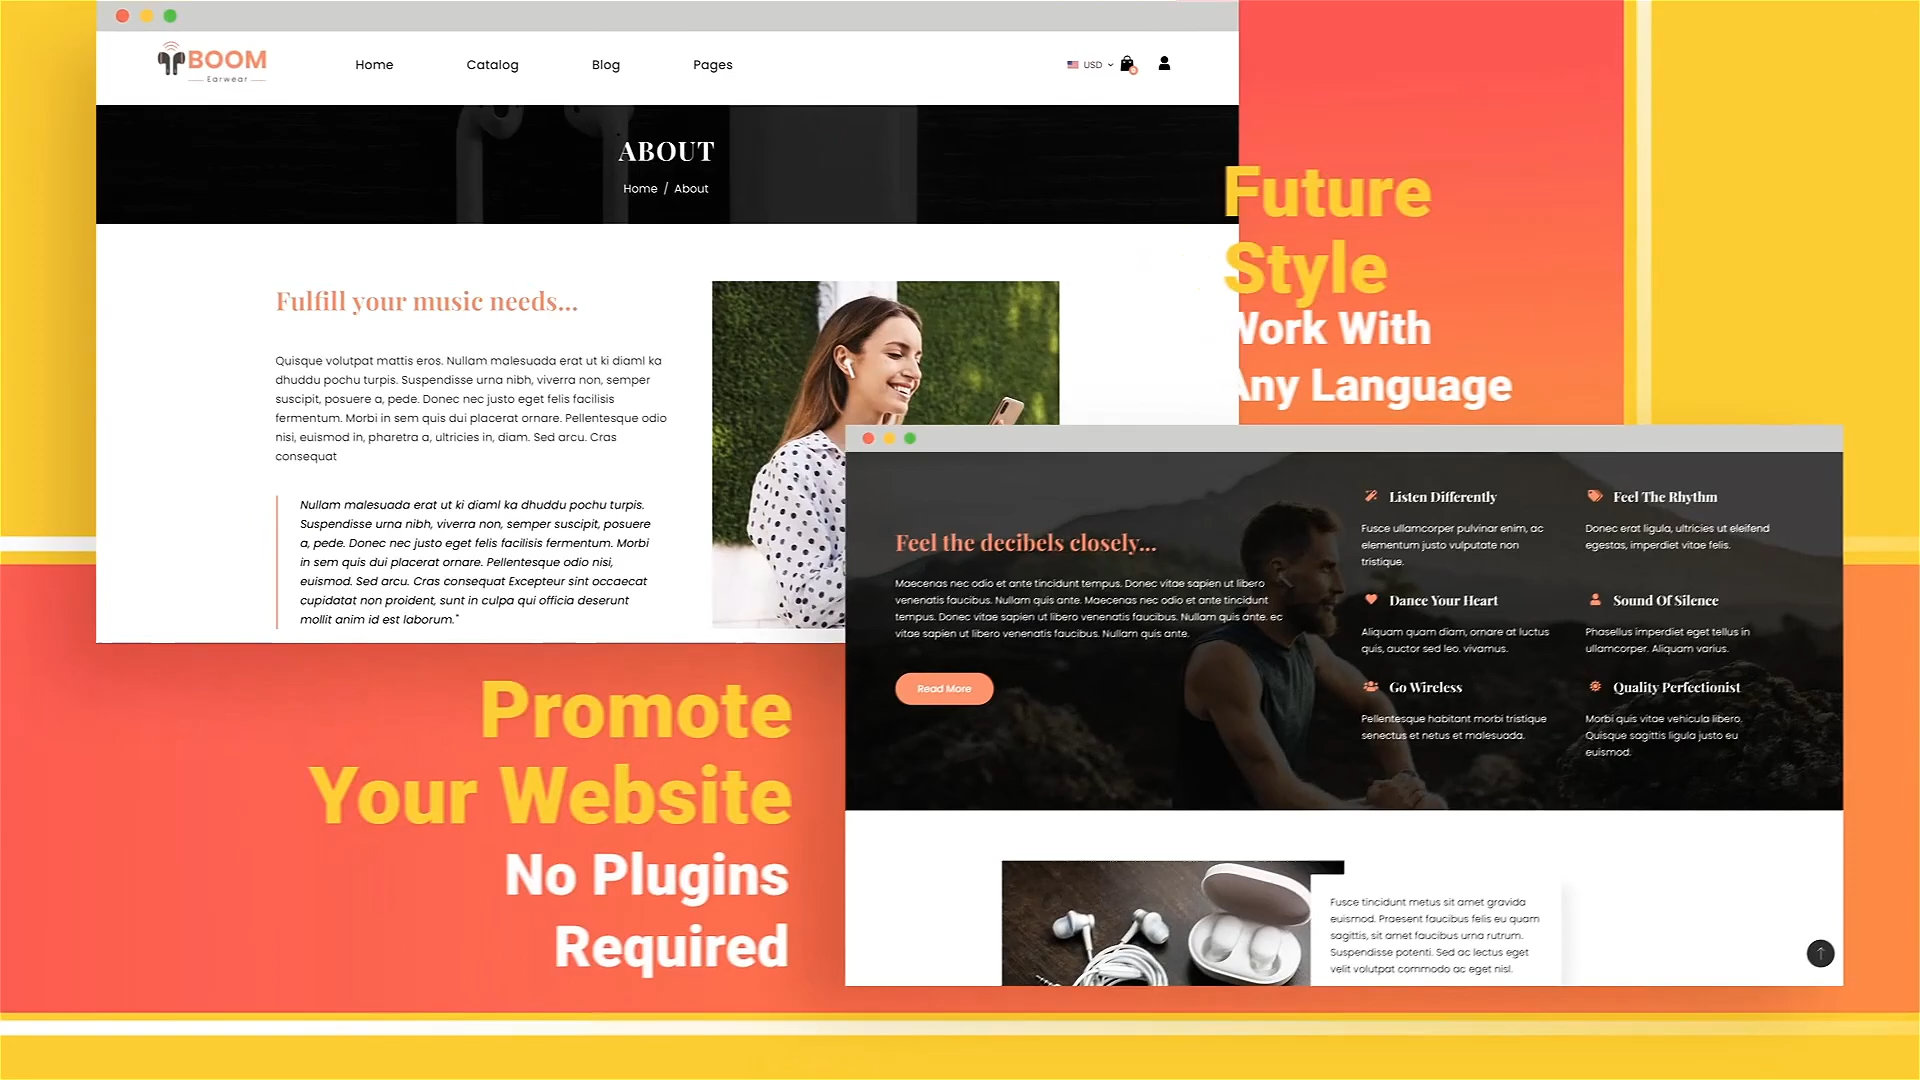 BOOM
Earwear
Home
Catalog
Blog
Pages
USD
ABOUT
Home / About
Fulfill your music needs...
Quisque volutpat mattis eros. Nullam malesuada erat ut ki diaml ka
dhuddu pochu turpis. Suspendisse urna nibh, viverra non, semper
suscipit, posuere a, pede. Donec nec justo eget felis facilisis
fermentum. Morbi in sem quis dui placerat ornare. Pellentesque odio
nisi, euismod in, pharetra a, ultricies in, diam. Sed arcu. Cras
consequat
Nullam malesuada erat ut ki diaml ka dhuddu pochu turpis.
Suspendisse urna nibh, viverra non, semper suscipit, posuere
a, pede. Donec nec justo eget felis facilisis fermentum. Morbi
in sem quis dui placerat ornare. Pellentesque odio nisi,
euismod. Sed arcu. Cras consequat Excepteur sint occaecat
cupidatat non proident, sunt in culpa qui officia deserunt
mollit anim id est laborum."
Future
Style
Work With
Any Language
Feel the decibels closely...
Maecenas nec odio et ante tincidunt tempus. Donec vitae sapien ut libero
venenatis faucibus. Nullam quis ante. Maecenas nec odio et ante tincidunt
tempus. Donec vitae sapien ut libero venenatis faucibus. Nullam quis ante. ec
vitae sapien ut libero venenatis faucibus. Nullam quis ante.
Read More
Listen Differently
Fusce ullamcorper pulvinar enim, ac
elementum justo vulputate non
tristique.
Feel The Rhythm
Donec erat ligula, ultricies ut eleifend
egestas, imperdiet vitae felis.
Dance Your Heart
Aliquam quam diam, ornare at luctus
quis, auctor sed leo. vivamus.
Sound Of Silence
Phasellus imperdiet eget tellus in
ullamcorper. Aliquam varius.
Go Wireless
Pellentesque habitant morbi tristique
senectus et netus et malesuada.
Quality Perfectionist
Morbi quis vitae vehicula libero.
Quisque sagittis ligula justo eu
euismod.
Fusce tincidunt metus sit amet gravida
euismod. Praesent faucibus felis eu quam
sagittis, sit amet faucibus urna rutrum.
Suspendisse potenti. Sed ac lectus eget
velit volutpat commodo ac eget nisl.
Promote
Your Website
No Plugins
Required